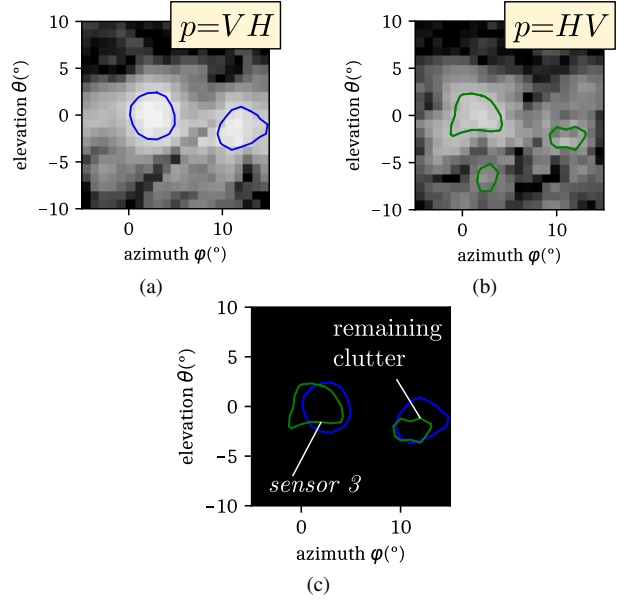 p=VH
10
5
0
−5
−10
elevation θ(°)
0
10
azimuth φ(°)
(a)
p=HV
10
5
0
−5
−10
elevation θ(°)
0
10
azimuth φ(°)
(b)
10
5
0
−5
−10
elevation θ(°)
remaining
clutter
sensor 3
0
10
azimuth φ(°)
(c)